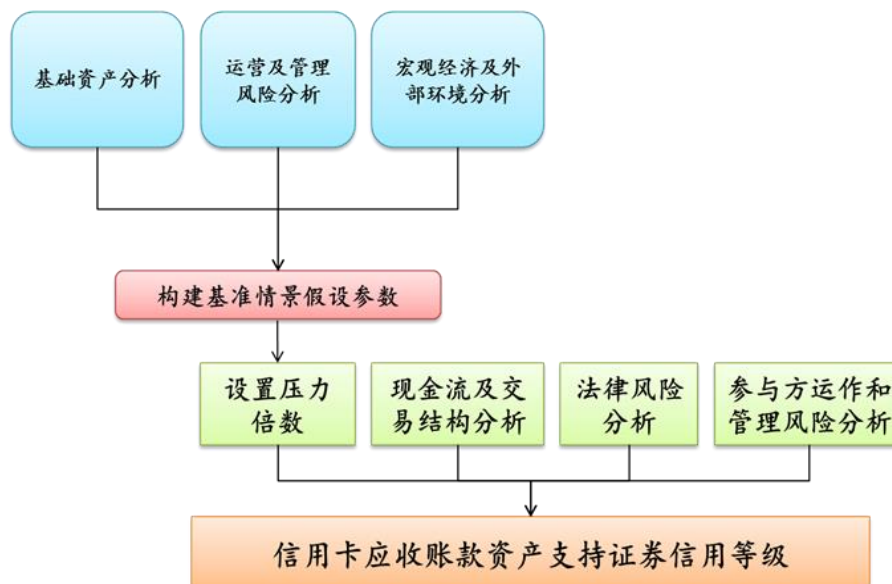 基础资产分析
运营及管理
风险分析
宏观经济及外
部环境分析
构建基准情景假设参数
设置压力
倍数
现金流及交
易结构分析
法律风险
分析
参与方运作和
管理风险分析
信用卡应收账款资产支持证券信用等级